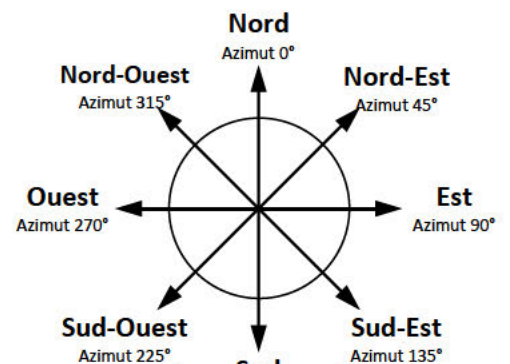 Nord
Azimut 0°
Nord-Ouest
Azimut 315°
Nord-Est
Azimut 45°
Ouest
Azimut 270°
Est
Azimut 90°
Sud-Ouest
Azimut 225°
Sud-Est
Azimut 135°